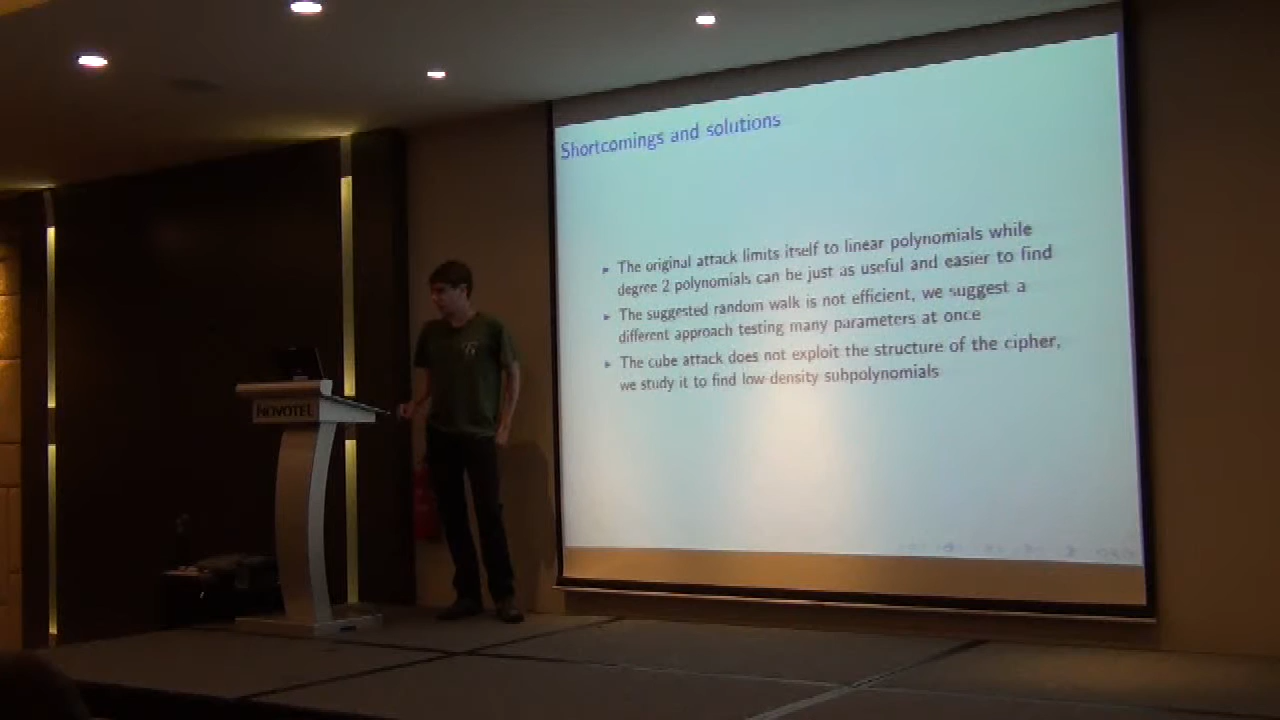 Shortcomings and solutions
The original attack limits itself to linear polynomials while
degree 2 polynomials can be just as useful and easier to find
The suggested random walk is not efficient, we suggest a
different approach testing many parameters at once
The cube attack does not exploit the structure of the cipher,
we study it to find low density subpolynomials
NOVOTEL